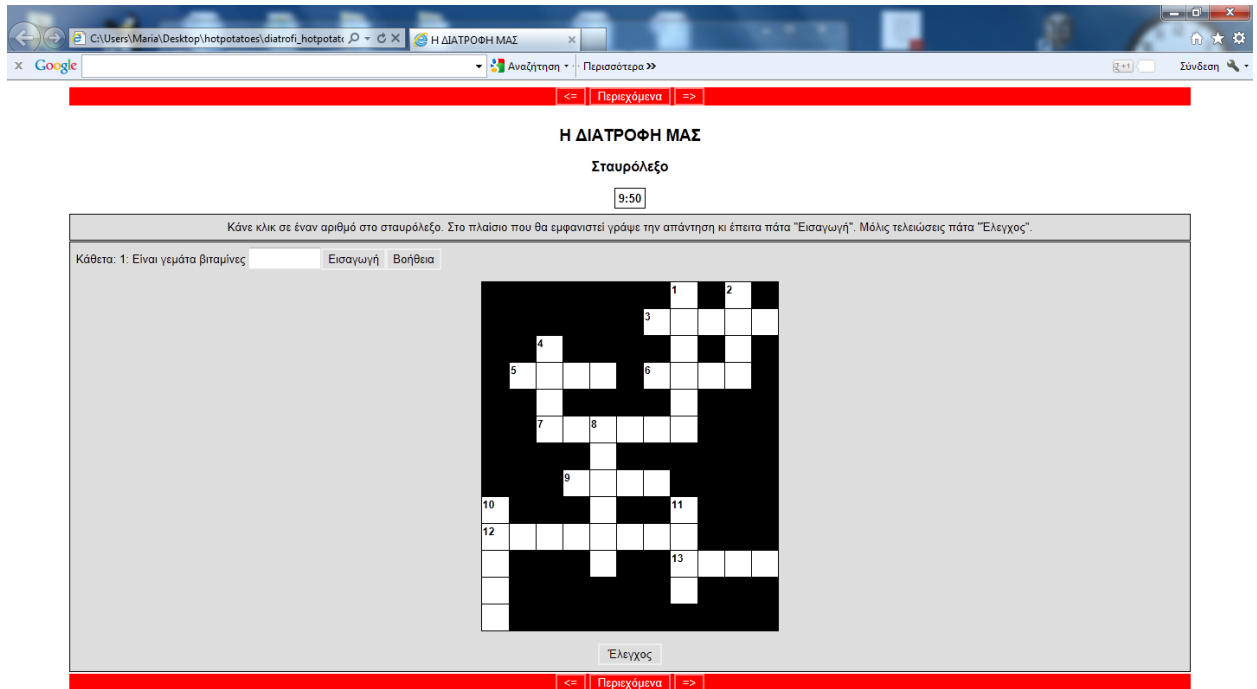 C:\Users\Maria\Desktop\hotpotatoes\diatrofi_hotpotatc
Η ΔΙΑΤΡΟΦΗ ΜΑΣ
x Google Αναζήτηση Περισσότερα >> g+1 Σύνδεση
<= Περιεχόμενα =>
Η ΔΙΑΤΡΟΦΗ ΜΑΣ
Σταυρόλεξο
9:50
Κάνε κλικ σε έναν αριθμό στο σταυρόλεξο. Στο πλαίσιο που θα εμφανιστεί γράψε την απάντηση κι έπειτα πάτα "Εισαγωγή". Μόλις τελειώσεις πάτα "Έλεγχος".
Κάθετα: 1: Είναι γεμάτα βιταμίνες Εισαγωγή Βοήθεια
1 2
3
4
5 6
7 8
9
10 11
12
13
Έλεγχος
<= Περιεχόμενα =>